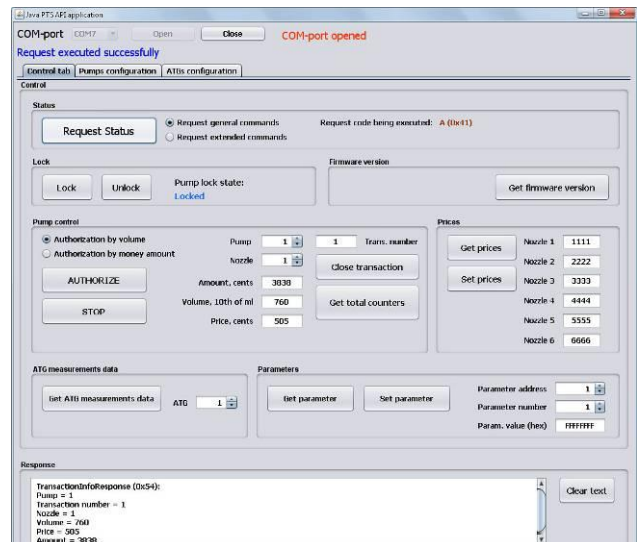 Java PTS API application
COM-port COM7 Open Close COM-port opened
Request executed successfully
Control tab Pumps configuration ATGs configuration
Control
Status
Request Status Request general commands Request code being executed: A (0x41)
Request extended commands
Lock Firmware version
Lock Unlock Pump lock state: Get firmware version
Locked
Pump control Prices
Authorization by volume Pump 1 1 Trans. number Get prices Nozzle 1 1111
Authorization by money amount Nozzle 1 Close transaction Nozzle 2 2222
AUTHORIZE Amount, cents 3838 Set prices Nozzle 3 3333
STOP Volume, 10th of ml 760 Get total counters Nozzle 4 4444
Price, cents 505 Nozzle 5 5555
Nozzle 6 6666
ATG measurements data Parameters
Get ATG measurements data ATG 1 Get parameter Set parameter Parameter address 1
Parameter number 1
Param. value (hex) FFFFFFFF
Response
TransactionInfoResponse (0x54): Clear text
Pump = 1
Transaction number = 1
Nozzle = 1
Volume = 760
Price = 505
Amount = 3838